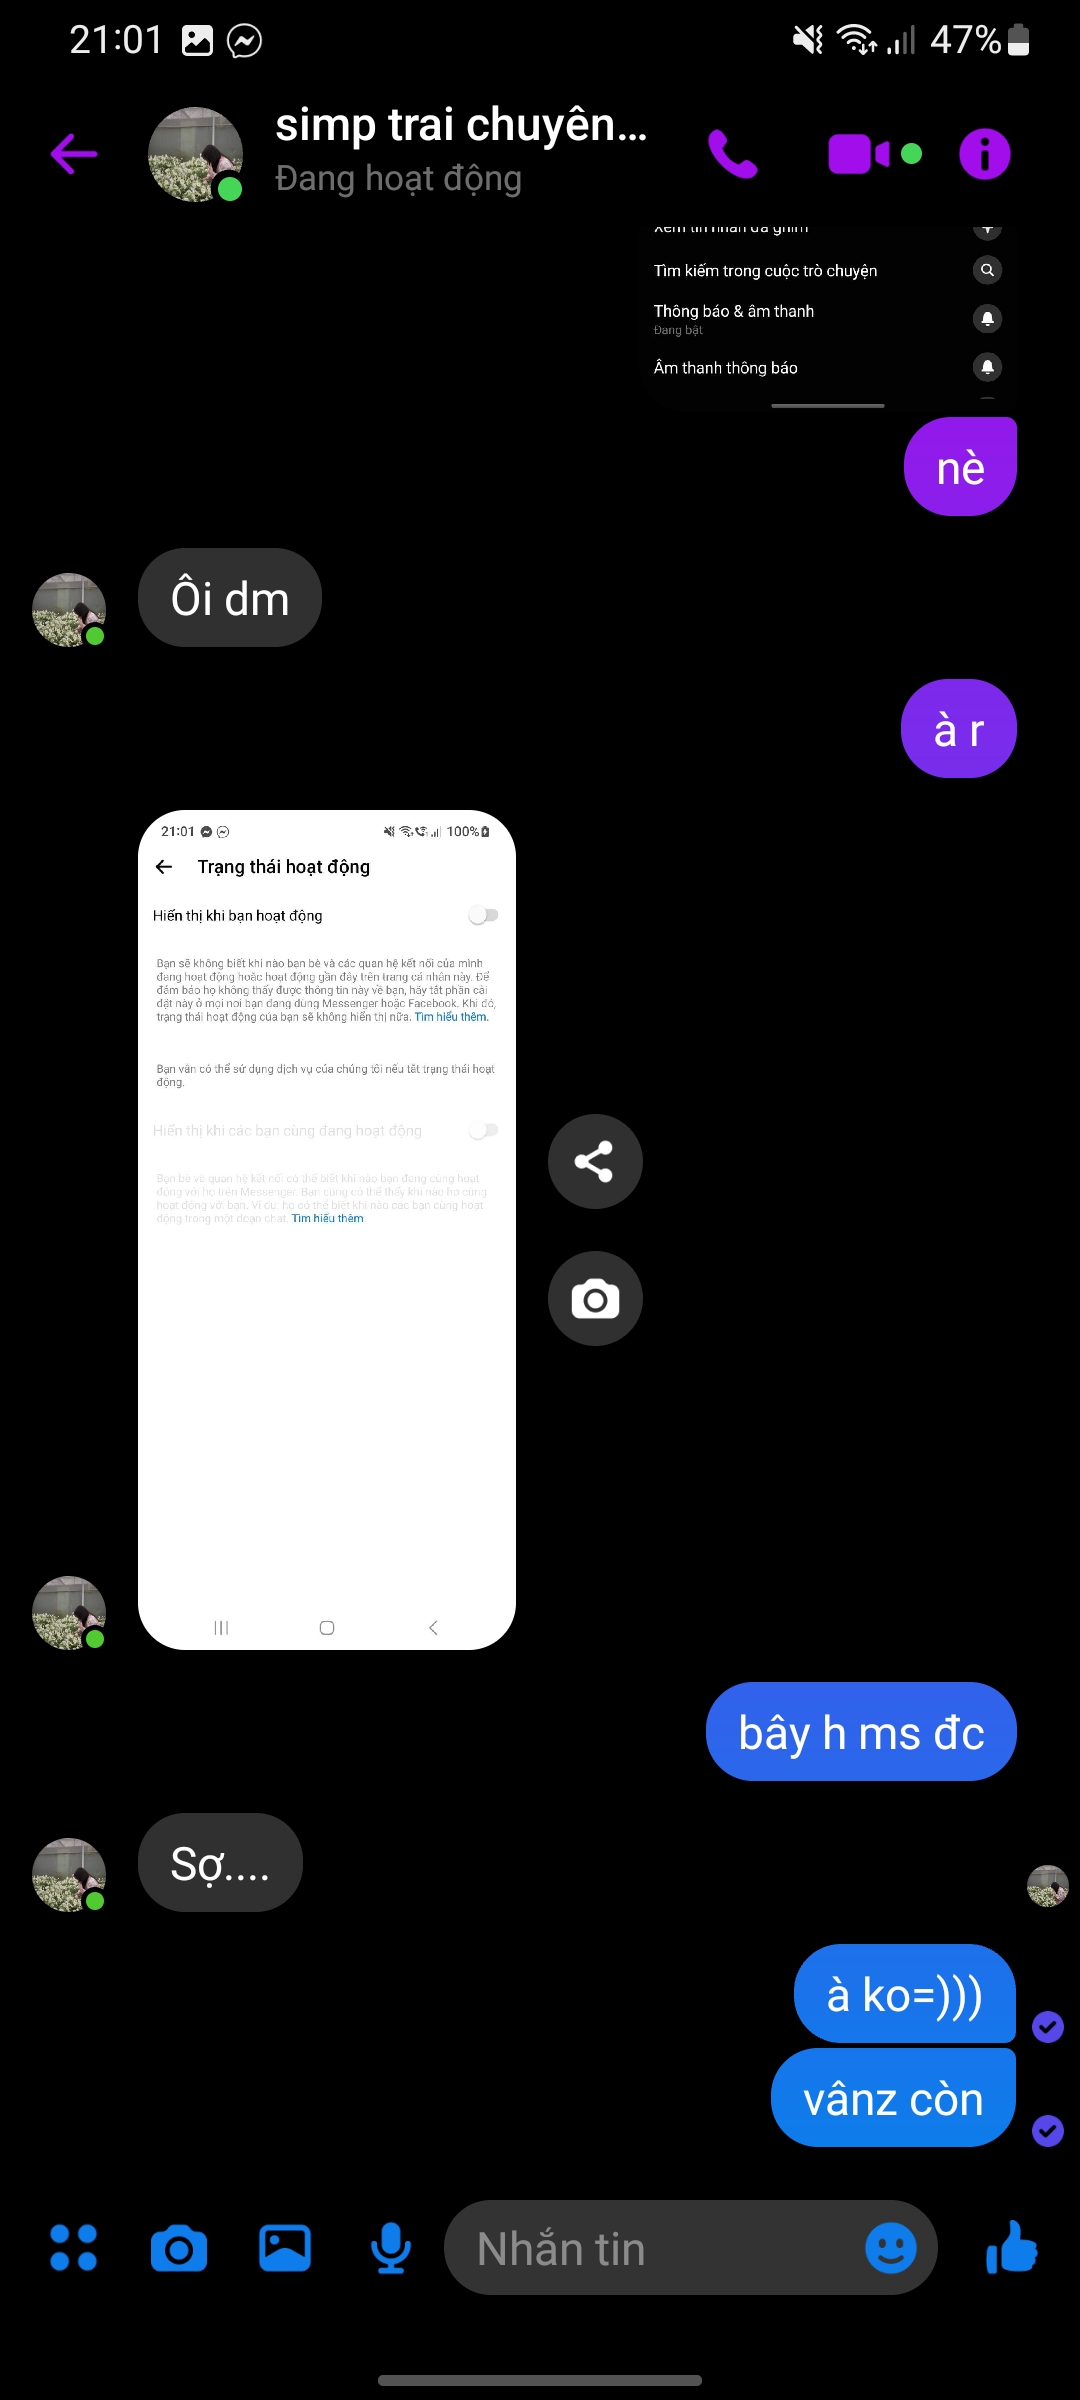 21:01
47%
simp trai chuyên...
Đang hoạt động
Xem tin nhắn đã ghim
Tìm kiếm trong cuộc trò chuyện
Thông báo & âm thanh
Đang bật
Âm thanh thông báo
nè
Ôi dm
à r
21:01
100%
Trạng thái hoạt động
Hiển thị khi bạn hoạt động
Bạn sẽ không biết khi nào bạn bè và các quan hệ kết nối của mình
đang hoạt động hoặc hoạt động gần đây trên trang cá nhân này. Để
đảm bảo họ không thấy được thông tin này về bạn, hãy tắt phần cài
đặt này ở mọi nơi bạn đang dùng Messenger hoặc Facebook. Khi đó,
trạng thái hoạt động của bạn sẽ không hiển thị nữa. Tìm hiểu thêm.
Bạn vẫn có thể sử dụng dịch vụ của chúng tôi nếu tắt trạng thái hoạt
động.
Hiển thị khi các bạn cùng đang hoạt động
Bạn bè và quan hệ kết nối có thể biết khi nào bạn đang cùng hoạt
động với họ trên Messenger. Bạn cũng có thể thấy khi nào họ cùng
hoạt động với bạn. Ví dụ: họ có thể biết khi nào các bạn cùng hoạt
động trong một đoạn chat. Tìm hiểu thêm
bây h ms đc
Sợ....
à ko=)))
vânz còn
Nhắn tin